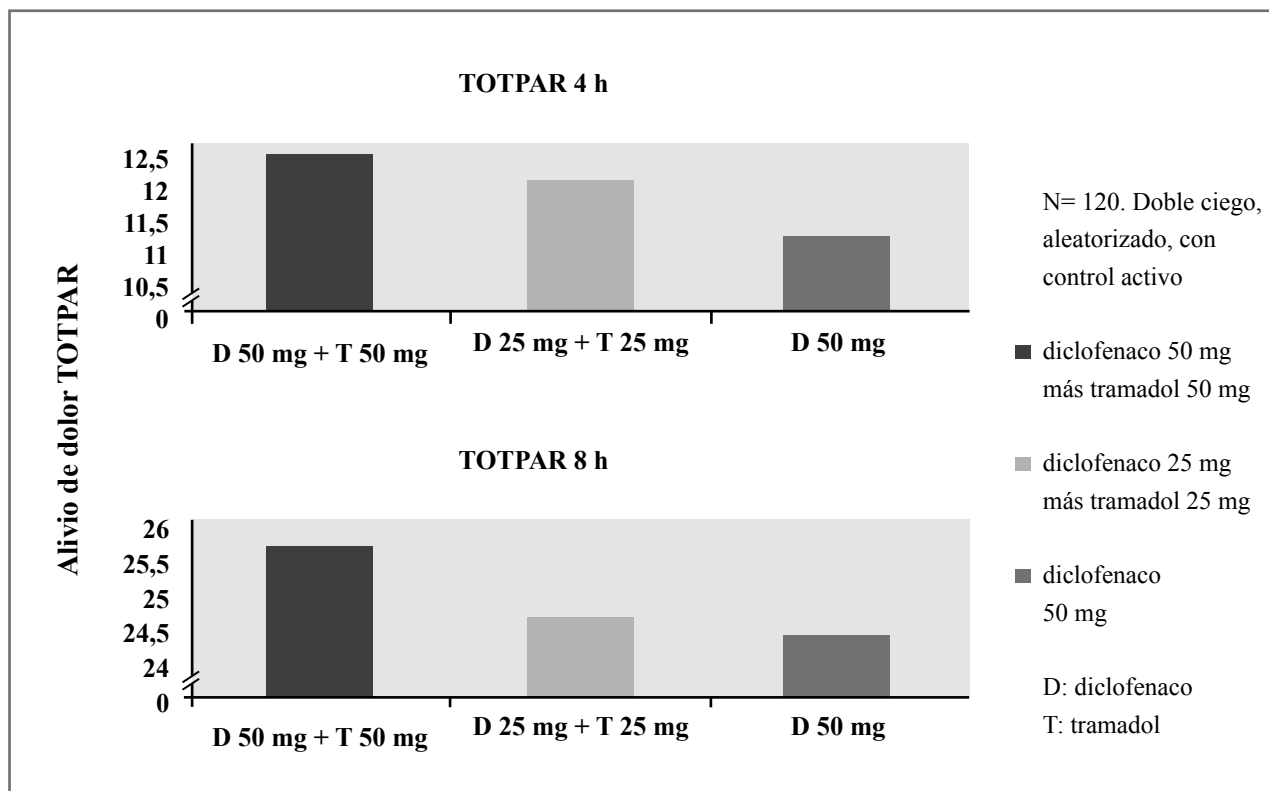 TOTPAR 4 h
12,5
12
11,5
11
10,5
0
D 50 mg + T 50 mg
D 25 mg + T 25 mg
D 50 mg
Alivio de dolor TOTPAR
TOTPAR 8 h
26
25,5
25
24,5
24
0
D 50 mg + T 50 mg
D 25 mg + T 25 mg
D 50 mg
N= 120. Doble ciego,
aleatorizado, con
control activo
diclofenaco 50 mg
más tramadol 50 mg
diclofenaco 25 mg
más tramadol 25 mg
diclofenaco
50 mg
D: diclofenaco
T: tramadol